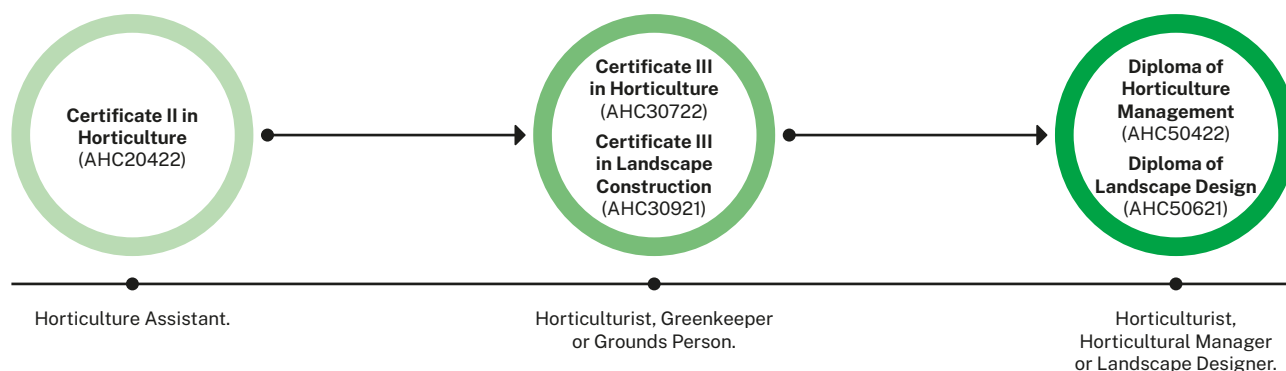 Certificate II in
Horticulture
(AHC20422)
Certificate III
in Horticulture
(AHC30722)
Certificate III
in Landscape
Construction
(AHC30921)
Diploma of
Horticulture
Management
(AHC50422)
Diploma of
Landscape Design
(AHC50621)
Horticulture Assistant.
Horticulturist, Greenkeeper
or Grounds Person.
Horticulturist,
Horticultural Manager
or Landscape Designer.